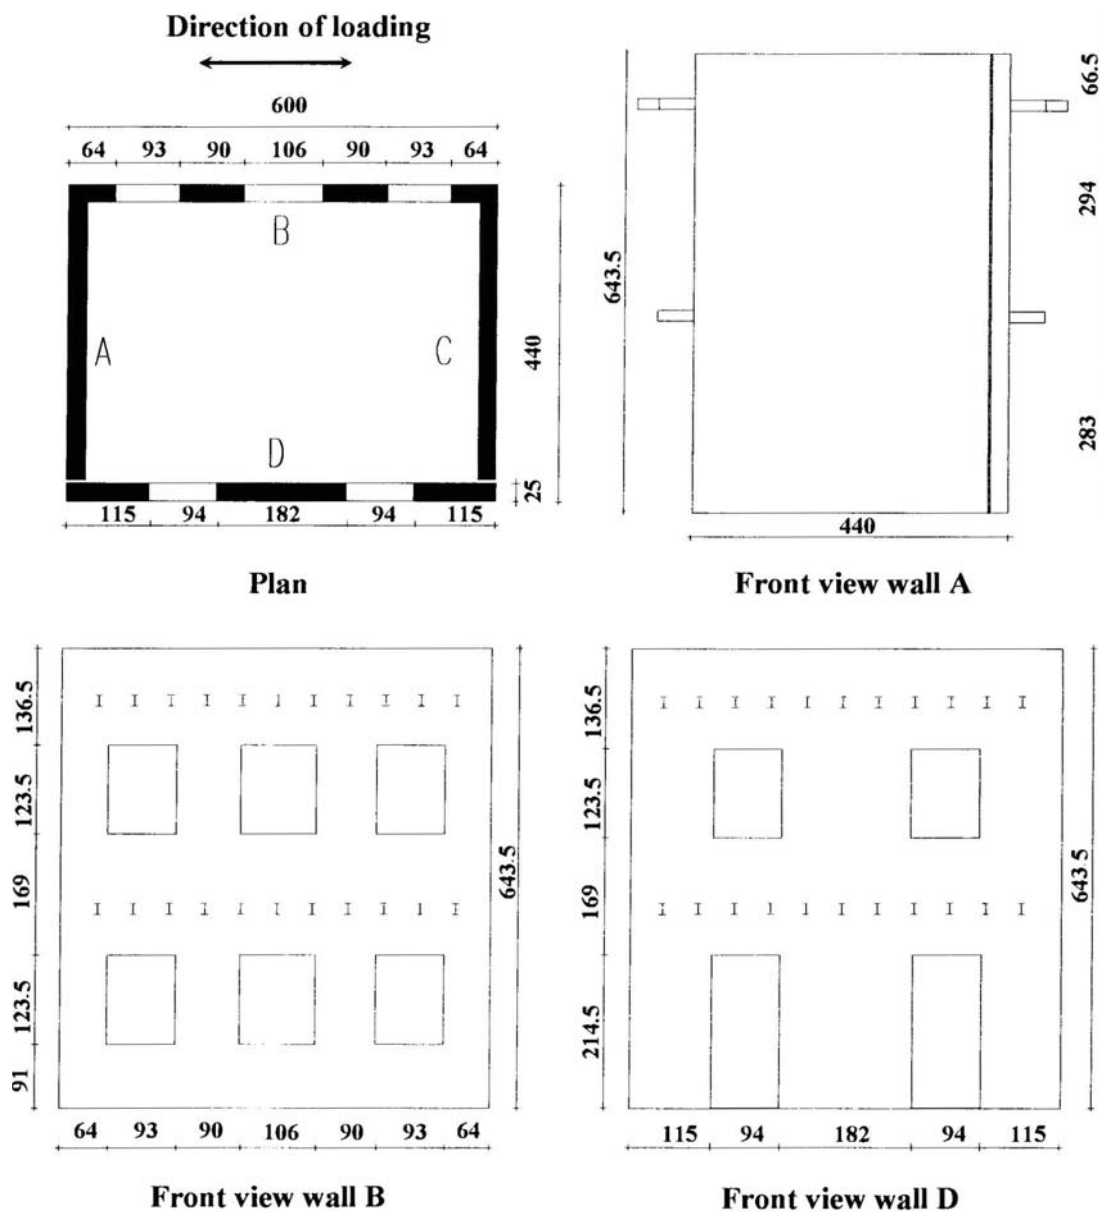 Direction of loading
600
64 93 90 106 90 93 64
B
A C
D
440
25
115 94 182 94 115
Plan
643.5
66.5
294
283
440
Front view wall A
136.5
123.5
169
123.5
91
643.5
64 93 90 106 90 93 64
Front view wall B
136.5
123.5
169
214.5
643.5
115 94 182 94 115
Front view wall D